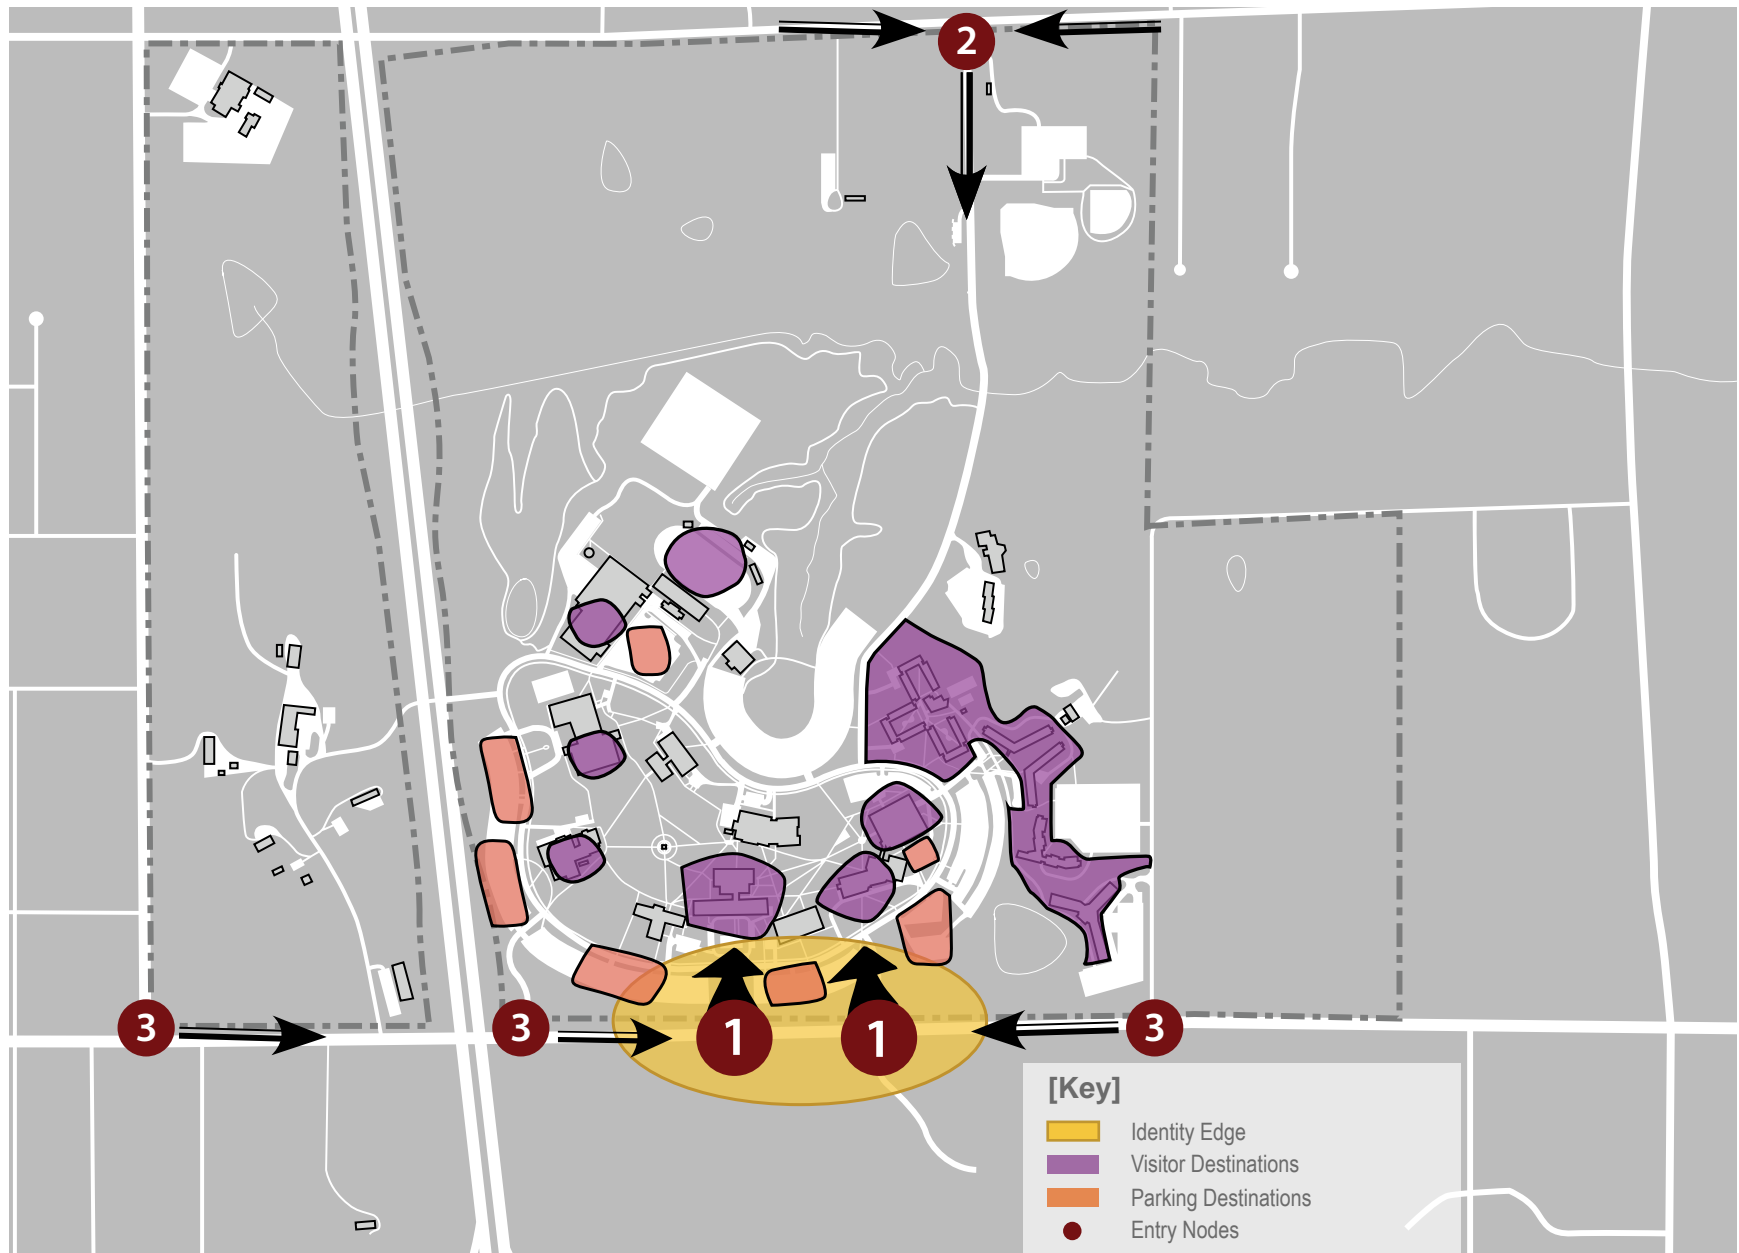 2
3
3
1
1
3
[Key]
Identity Edge
Visitor Destinations
Parking Destinations
Entry Nodes